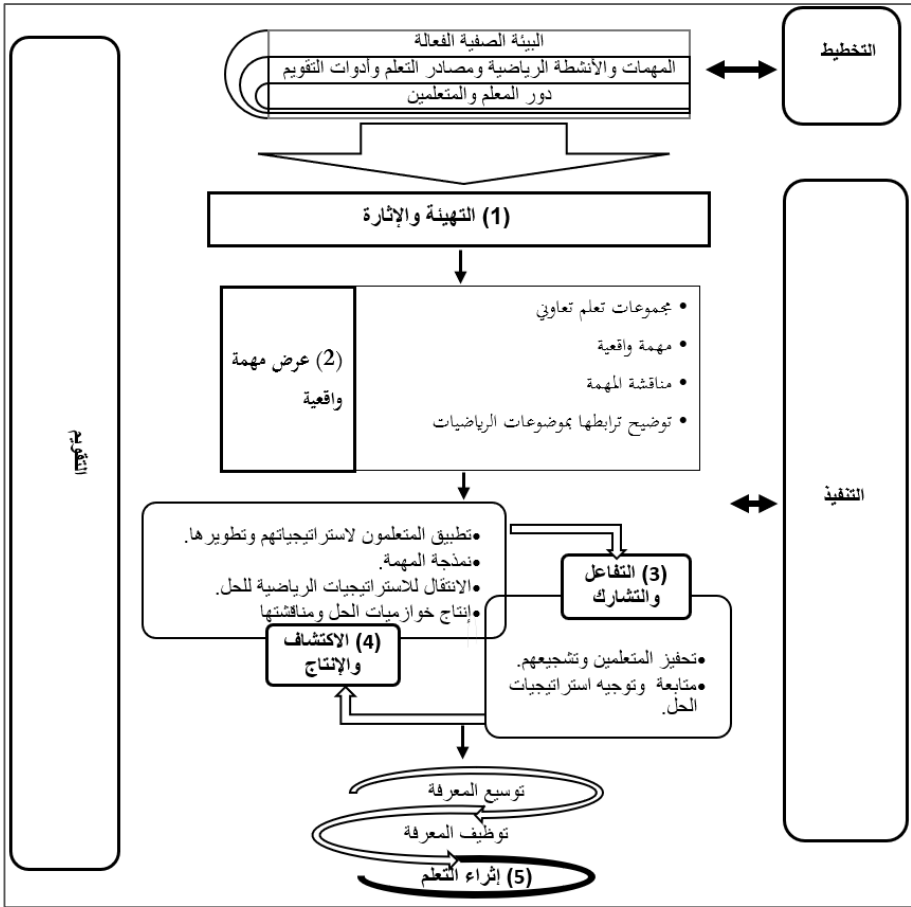 التخطيط
البيئة الصفية الفعالة
المهمات والأنشطة الرياضية ومصادر التعلم وأدوات التقويم
دور المعلم والمتعلمين
(1) التهيئة والإثارة
• مجموعات تعلم تعاوني
• مهمة واقعية
• مناقشة المهمة
• توضيح ترابطها بموضوعات الرياضيات
(2) عرض مهمة
واقعية
التنفيذ
التقويم
•تطبيق المتعلمون لاستراتيجياتهم وتطويرها.
•نمذجة المهمة.
•الانتقال للاستراتيجيات الرياضية للحل.
•إنتاج خوازميات الحل ومناقشتها
(3) التفاعل
والتشارك
•تحفيز المتعلمين وتشجيعهم.
•متابعة وتوجيه استراتيجيات
الحل.
(4) الاكتشاف
والإنتاج
توسيع المعرفة
توظيف المعرفة
(5) إثراء التعلم